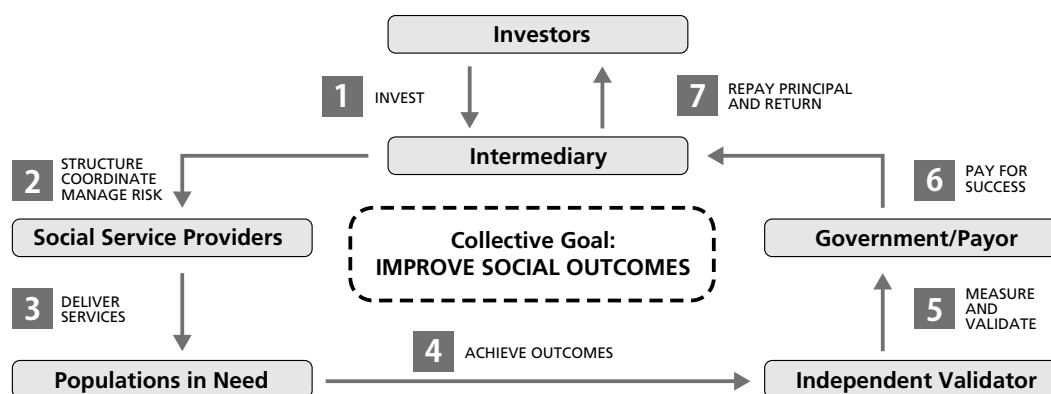 Investors
1
INVEST
7
REPAY PRINCIPAL
AND RETURN
Intermediary
2
STRUCTURE
COORDINATE
MANAGE RISK
6
PAY FOR
SUCCESS
Social Service Providers
Collective Goal:
IMPROVE SOCIAL OUTCOMES
Government/Payor
3
DELIVER
SERVICES
4
ACHIEVE OUTCOMES
5
MEASURE
AND
VALIDATE
Populations in Need
Independent Validator